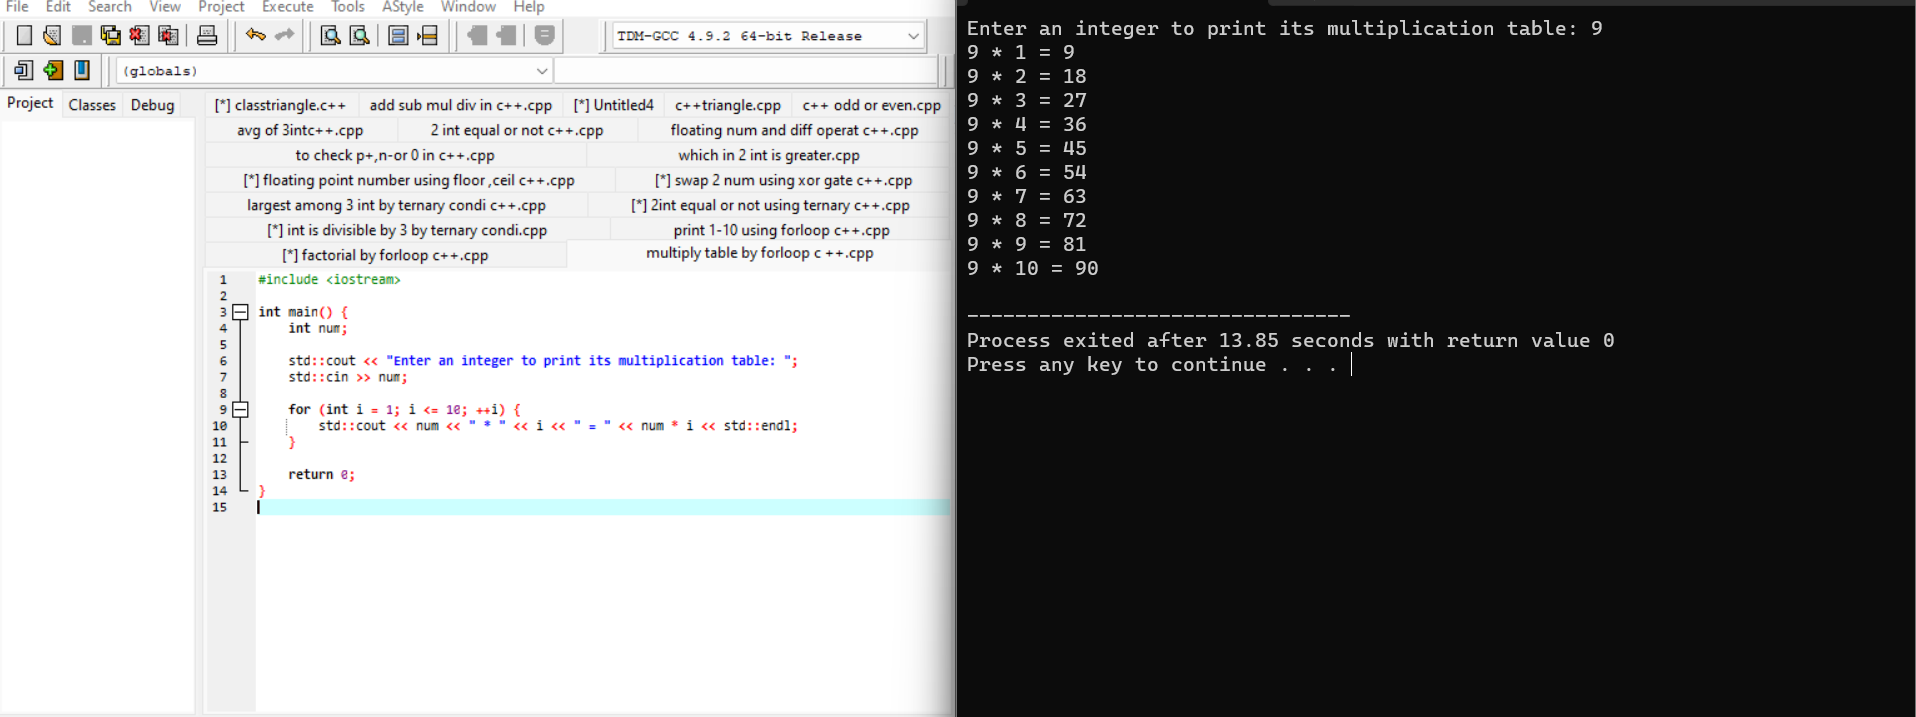 File Edit Search View Project Execute Tools AStyle Window Help
TDM-GCC 4.9.2 64-bit Release
(globals)
Project Classes Debug
[*] classtriangle.c++ add sub mul div in c++.cpp [*] Untitled4 c++triangle.cpp c++ odd or even.cpp
avg of 3intc++.cpp 2 int equal or not c++.cpp floating num and diff operat c++.cpp
to check p+,n-or 0 in c++.cpp which in 2 int is greater.cpp
[*] floating point number using floor ,ceil c++.cpp [*] swap 2 num using xor gate c++.cpp
largest among 3 int by ternary condi c++.cpp [*] 2int equal or not using ternary c++.cpp
[*] int is divisible by 3 by ternary condi.cpp print 1-10 using forloop c++.cpp
[*] factorial by forloop c++.cpp multiply table by forloop c ++.cpp
1 #include <iostream>
2
3 int main() {
4 int num;
5
6 std::cout << "Enter an integer to print its multiplication table: ";
7 std::cin >> num;
8
9 for (int i = 1; i <= 10; ++i) {
10 std::cout << num << " * " << i << " = " << num * i << std::endl;
11 }
12
13 return 0;
14 }
15
Enter an integer to print its multiplication table: 9
9 * 1 = 9
9 * 2 = 18
9 * 3 = 27
9 * 4 = 36
9 * 5 = 45
9 * 6 = 54
9 * 7 = 63
9 * 8 = 72
9 * 9 = 81
9 * 10 = 90
--------------------------------
Process exited after 13.85 seconds with return value 0
Press any key to continue . . .